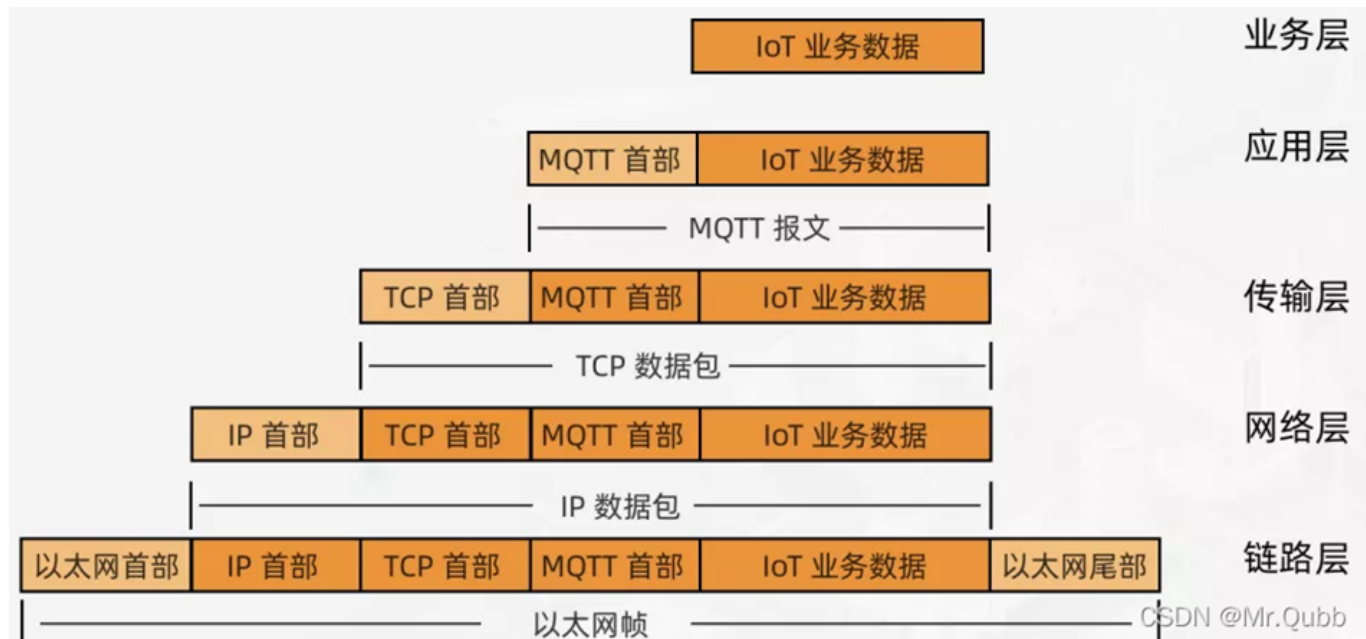 IoT 业务数据 业务层
MQTT 首部 IoT 业务数据 应用层
MQTT 报文
TCP 首部 MQTT 首部 IoT 业务数据 传输层
TCP 数据包
IP 首部 TCP 首部 MQTT 首部 IoT 业务数据 网络层
IP 数据包
以太网首部 IP 首部 TCP 首部 MQTT 首部 IoT 业务数据 以太网尾部 链路层
以太网帧
CSDN @Mr.Qubb